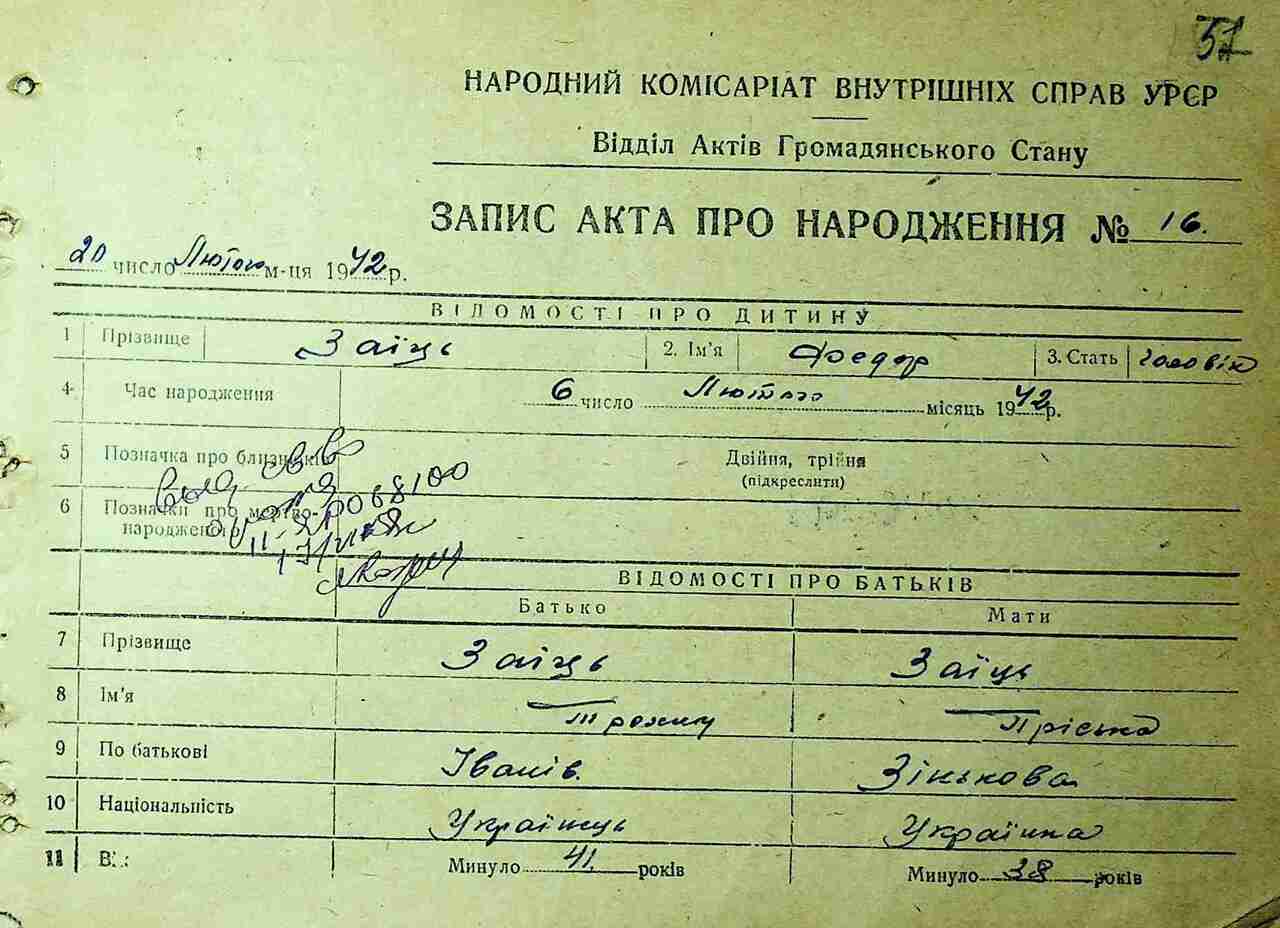 51
НАРОДНИЙ КОМІСАРІАТ ВНУТРІШНІХ СПРАВ УРСР
Відділ Актів Громадянського Стану
ЗАПИС АКТА ПРО НАРОДЖЕННЯ № 16.
20 число Лютого м-ця 1942 р.
ВІДОМОСТІ ПРО ДИТИНУ
1 Прізвище Заїць 2. Ім'я Федор 3. Стать чоловік
4 Час народження 6 число Лютого місяць 1942 р.
5 Позначка про близнюків Двійня, трійня
(підкреслити)
6 Позначки про мертво-
народженого
ВІДОМОСТІ ПРО БАТЬКІВ
Батько Мати
7 Прізвище Заїць Заїць
8 Ім'я Трохим Пріська
9 По батькові Іванів. Зінькова
10 Національність Українець Українка
11 Минуло 41. років Минуло 38 років